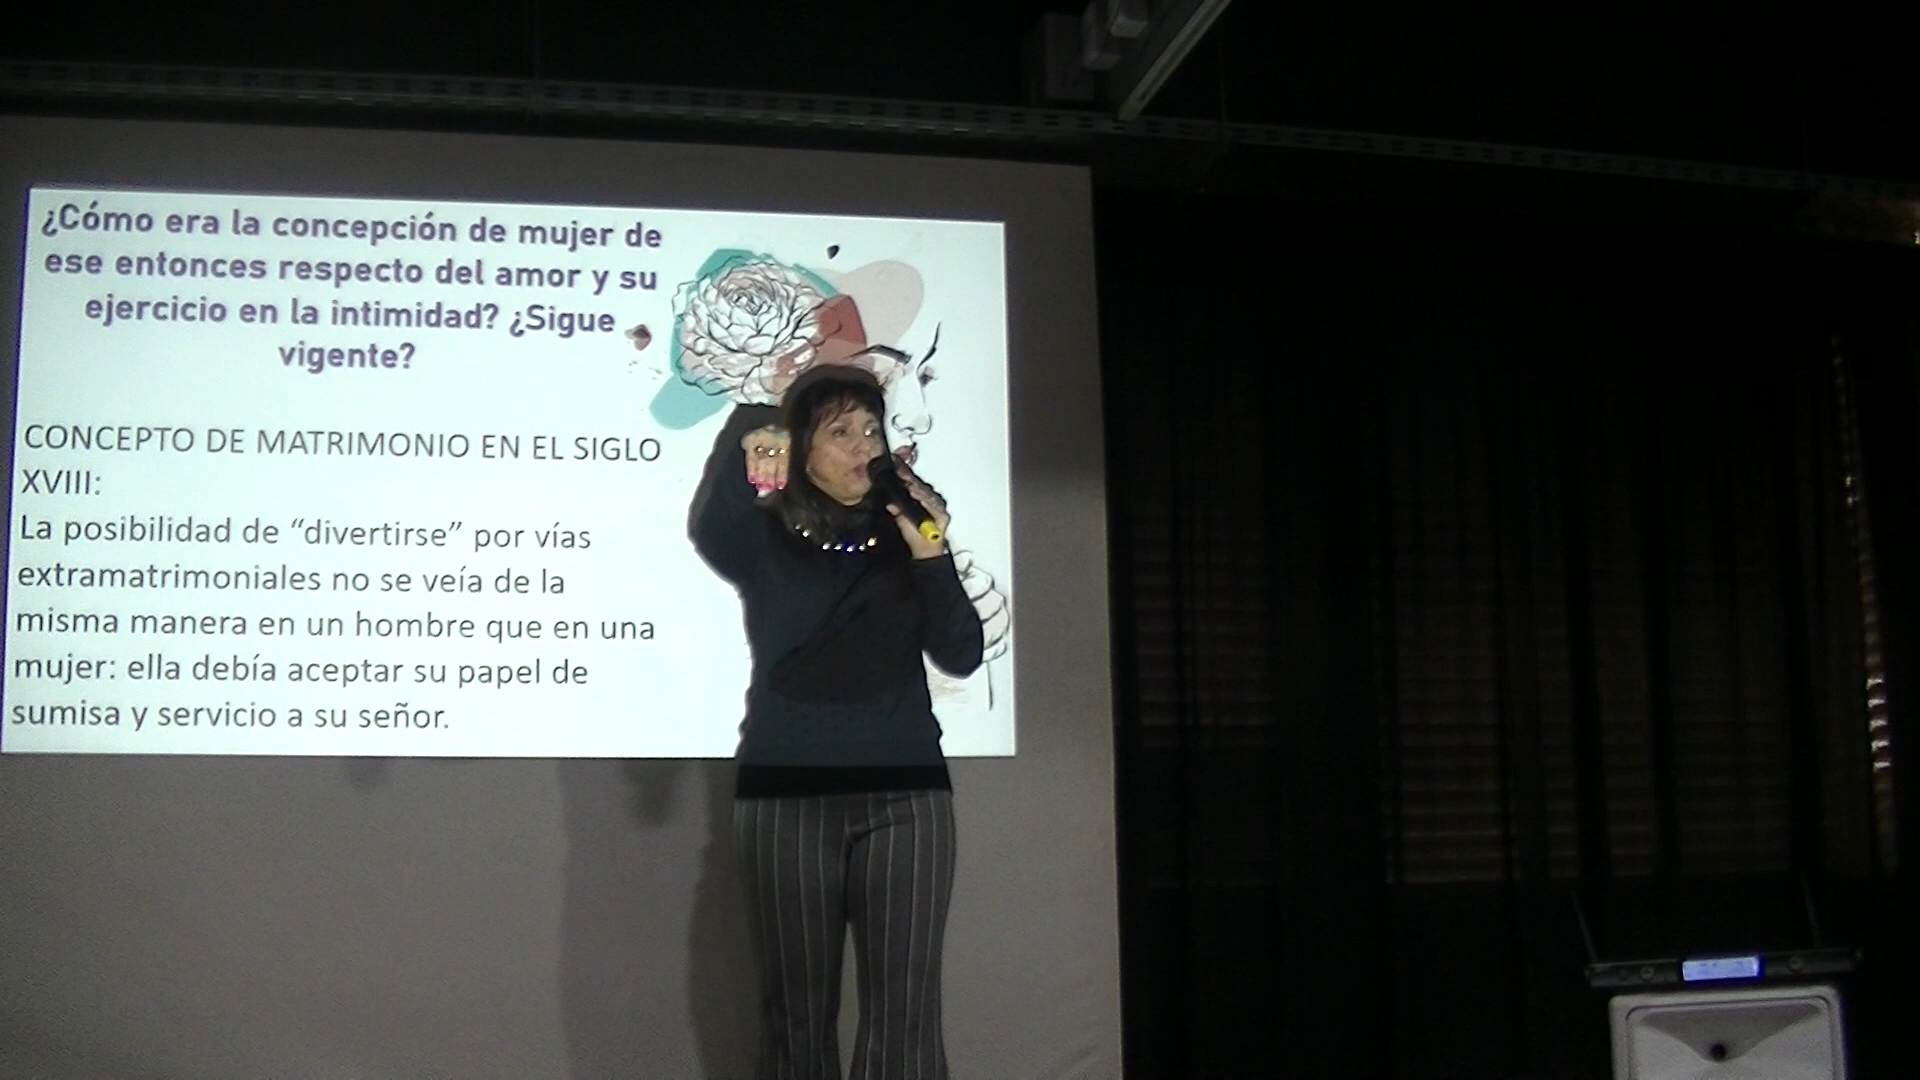 ¿Cómo era la concepción de mujer de
ese entonces respecto del amor y su
ejercicio en la intimidad? ¿Sigue
vigente?
CONCEPTO DE MATRIMONIO EN EL SIGLO
XVIII:
La posibilidad de “divertirse” por vías
extramatrimoniales no se veía de la
misma manera en un hombre que en una
mujer: ella debía aceptar su papel de
sumisa y servicio a su señor.